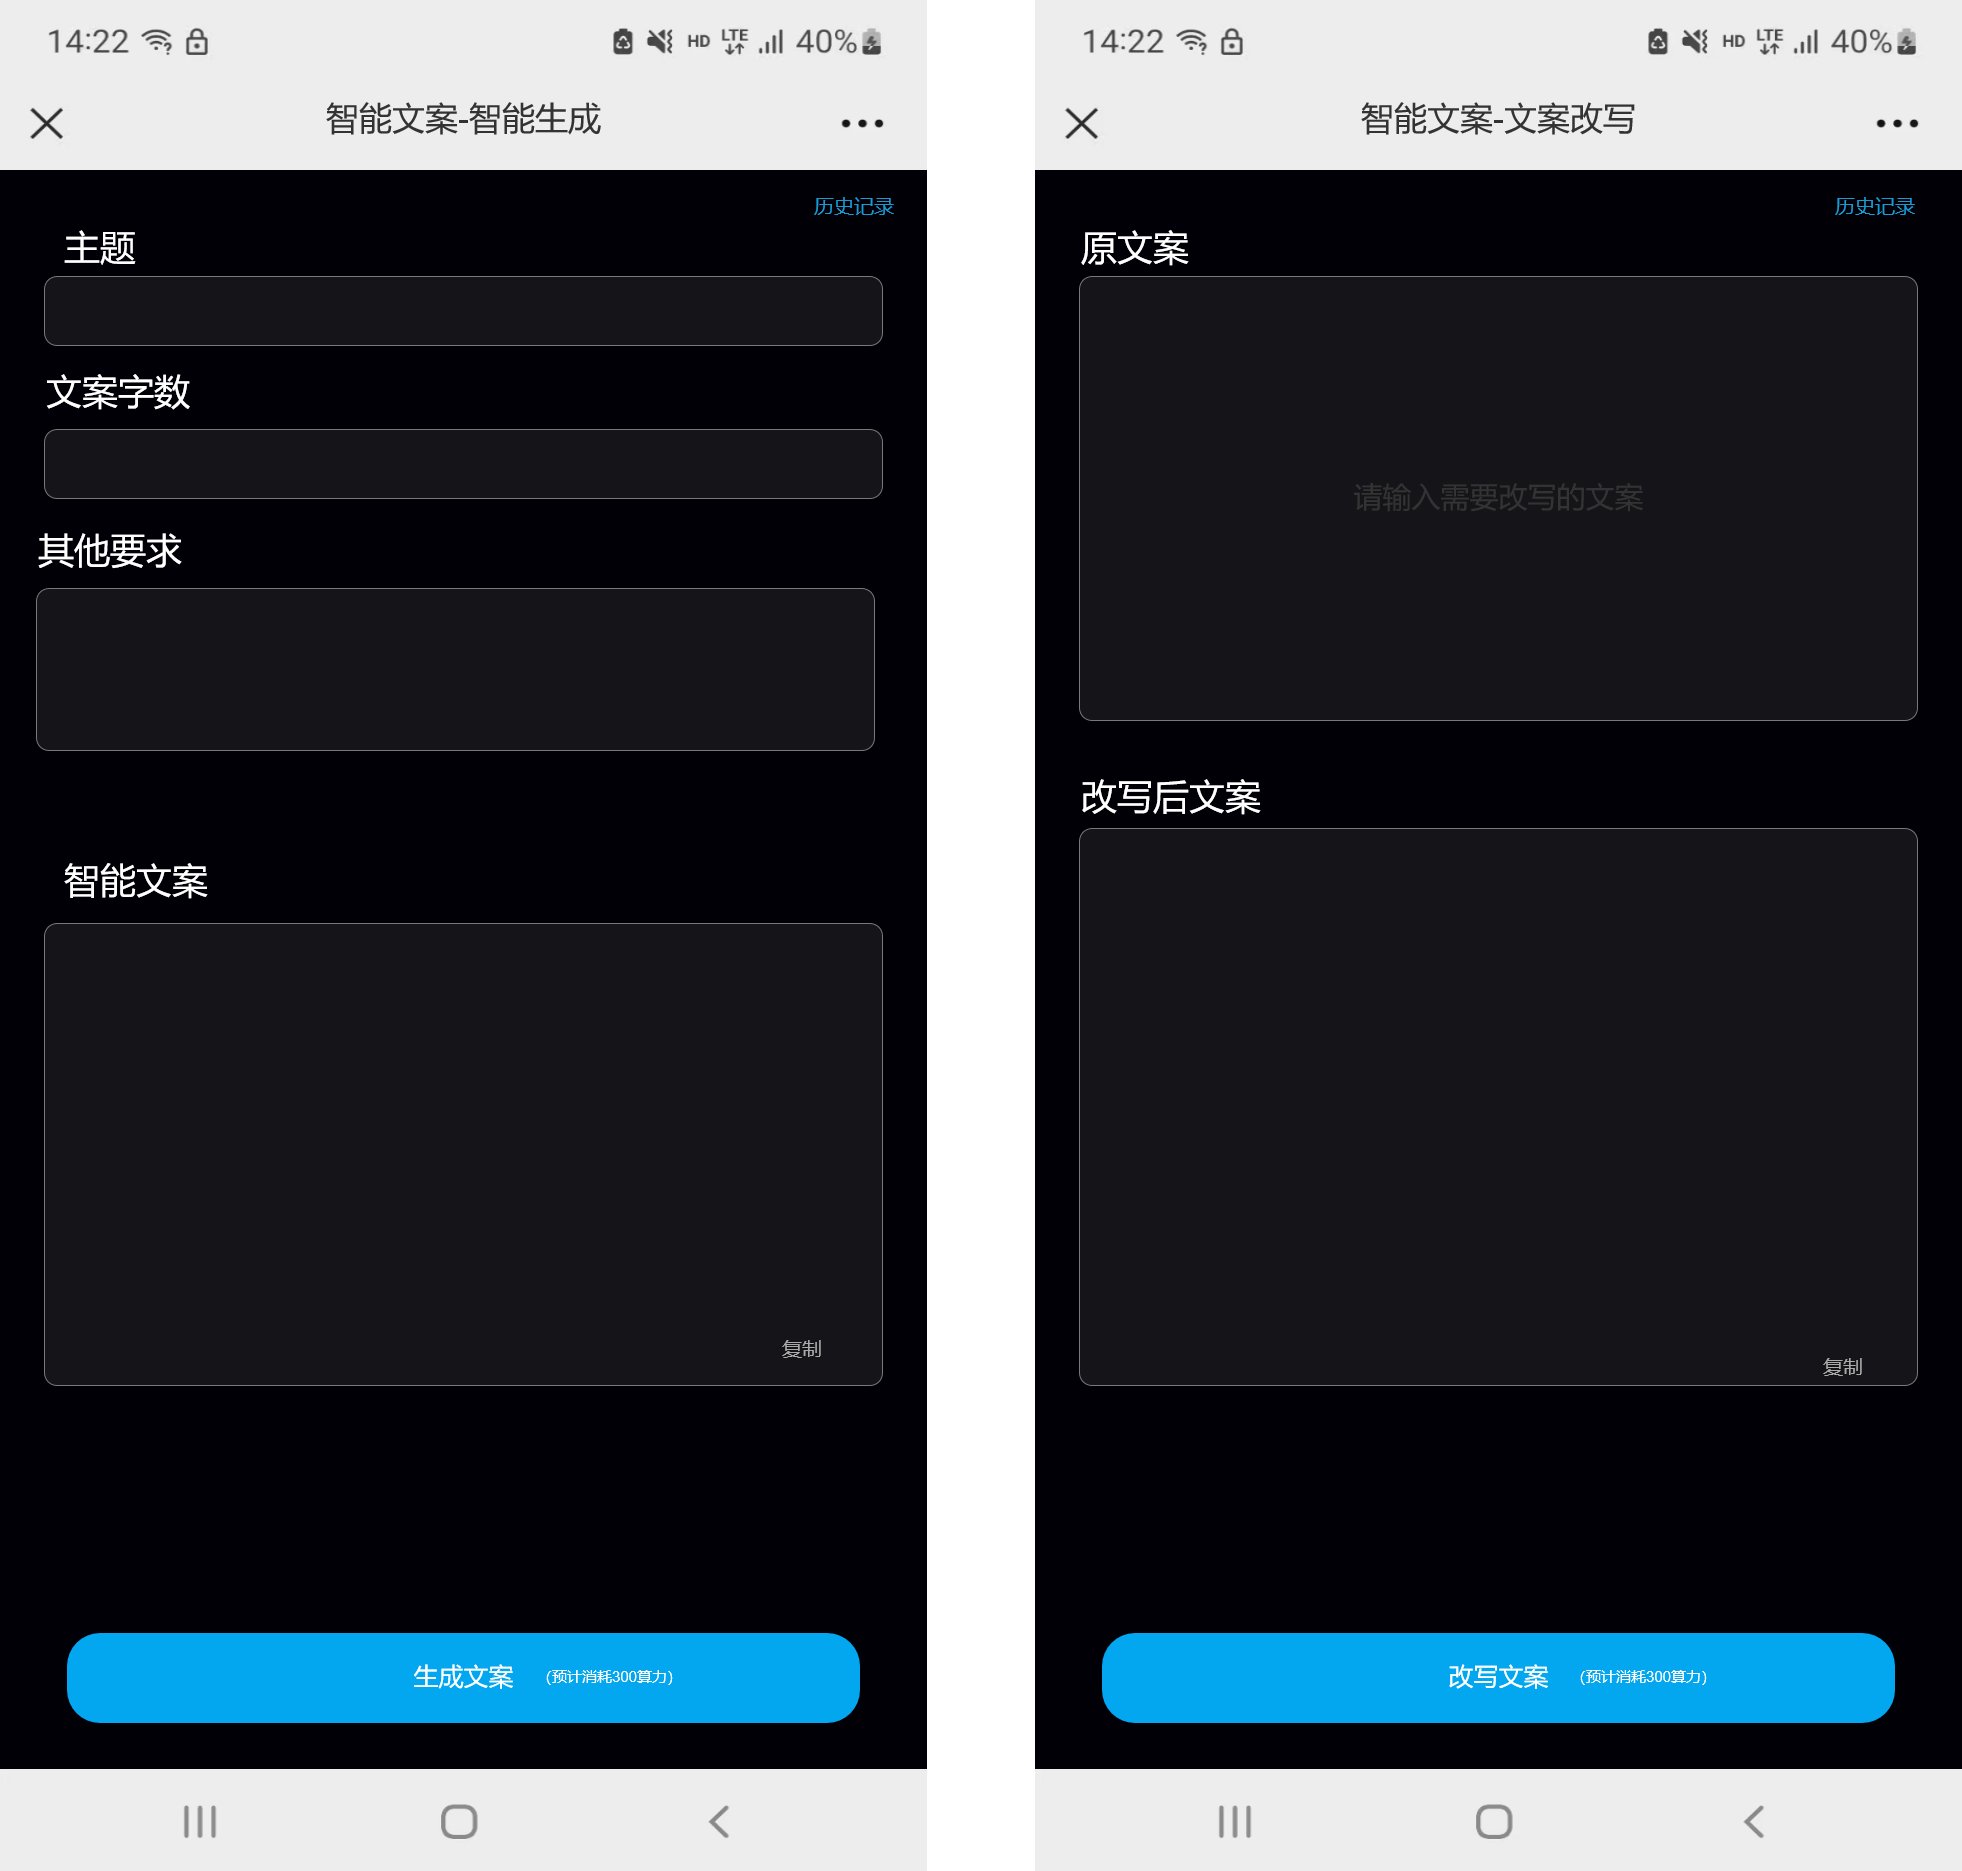 14:22
HD LTE 40%
智能文案-智能生成
历史记录
主题
文案字数
其他要求
智能文案
复制
生成文案 (预计消耗300算力)
14:22
HD LTE 40%
智能文案-文案改写
历史记录
原文案
请输入需要改写的文案
改写后文案
复制
改写文案 (预计消耗300算力)